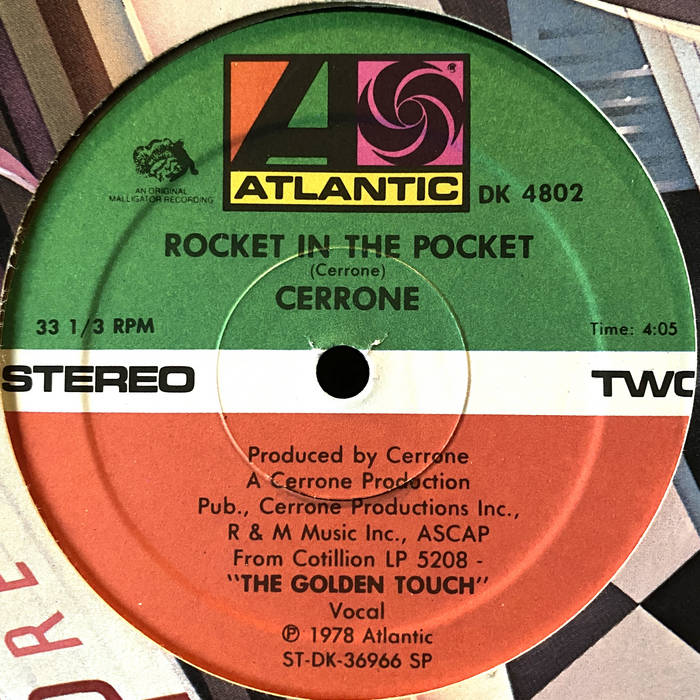 ®
ATLANTIC
DK 4802
AN ORIGINAL
MALLIGATOR RECORDING
ROCKET IN THE POCKET
(Cerrone)
CERRONE
33 1/3 RPM
Time: 4:05
STEREO
TWO
Produced by Cerrone
A Cerrone Production
Pub., Cerrone Productions Inc.,
R & M Music Inc., ASCAP
From Cotillion LP 5208 -
"THE GOLDEN TOUCH"
Vocal
℗ 1978 Atlantic
ST-DK-36966 SP